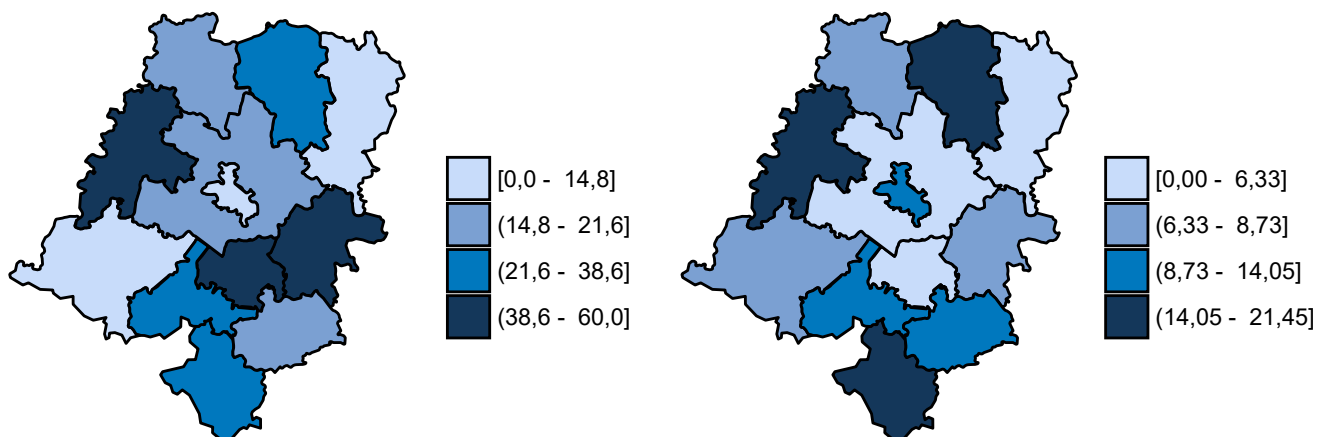 [0,0 - 14,8]
(14,8 - 21,6]
(21,6 - 38,6]
(38,6 - 60,0]
[0,00 - 6,33]
(6,33 - 8,73]
(8,73 - 14,05]
(14,05 - 21,45]